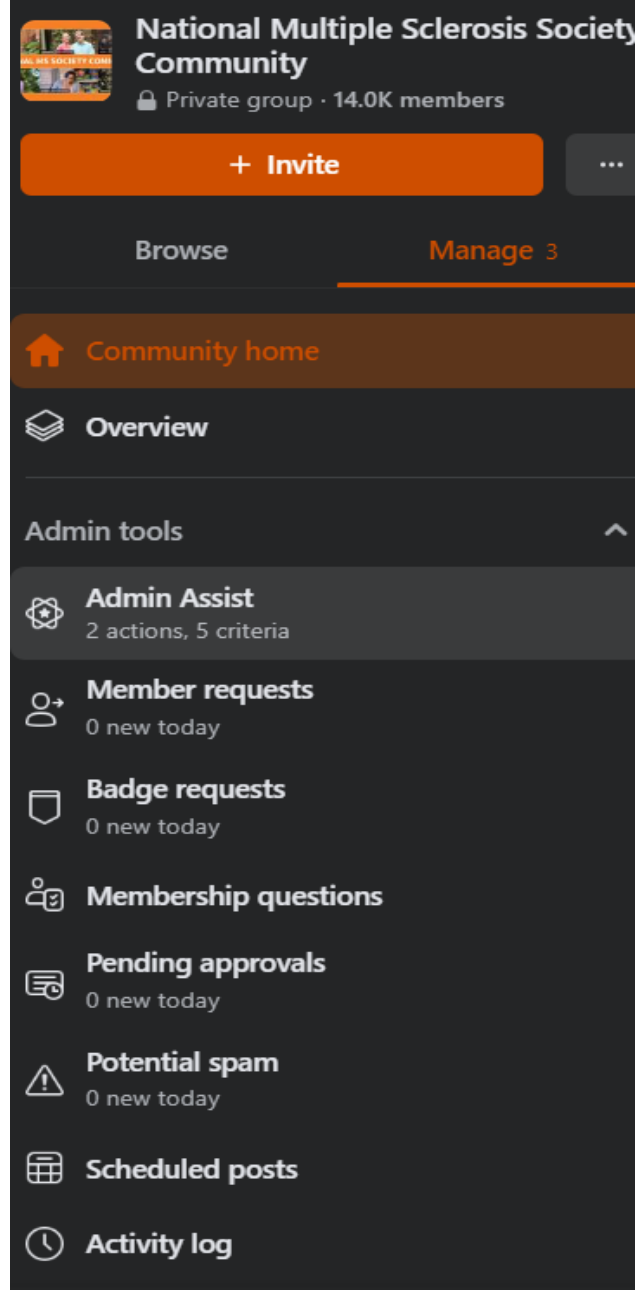 National Multiple Sclerosis Society
Community
Private group · 14.0K members
+ Invite
Browse
Manage 3
Community home
Overview
Admin tools
Admin Assist
2 actions, 5 criteria
Member requests
0 new today
Badge requests
0 new today
Membership questions
Pending approvals
0 new today
Potential spam
0 new today
Scheduled posts
Activity log